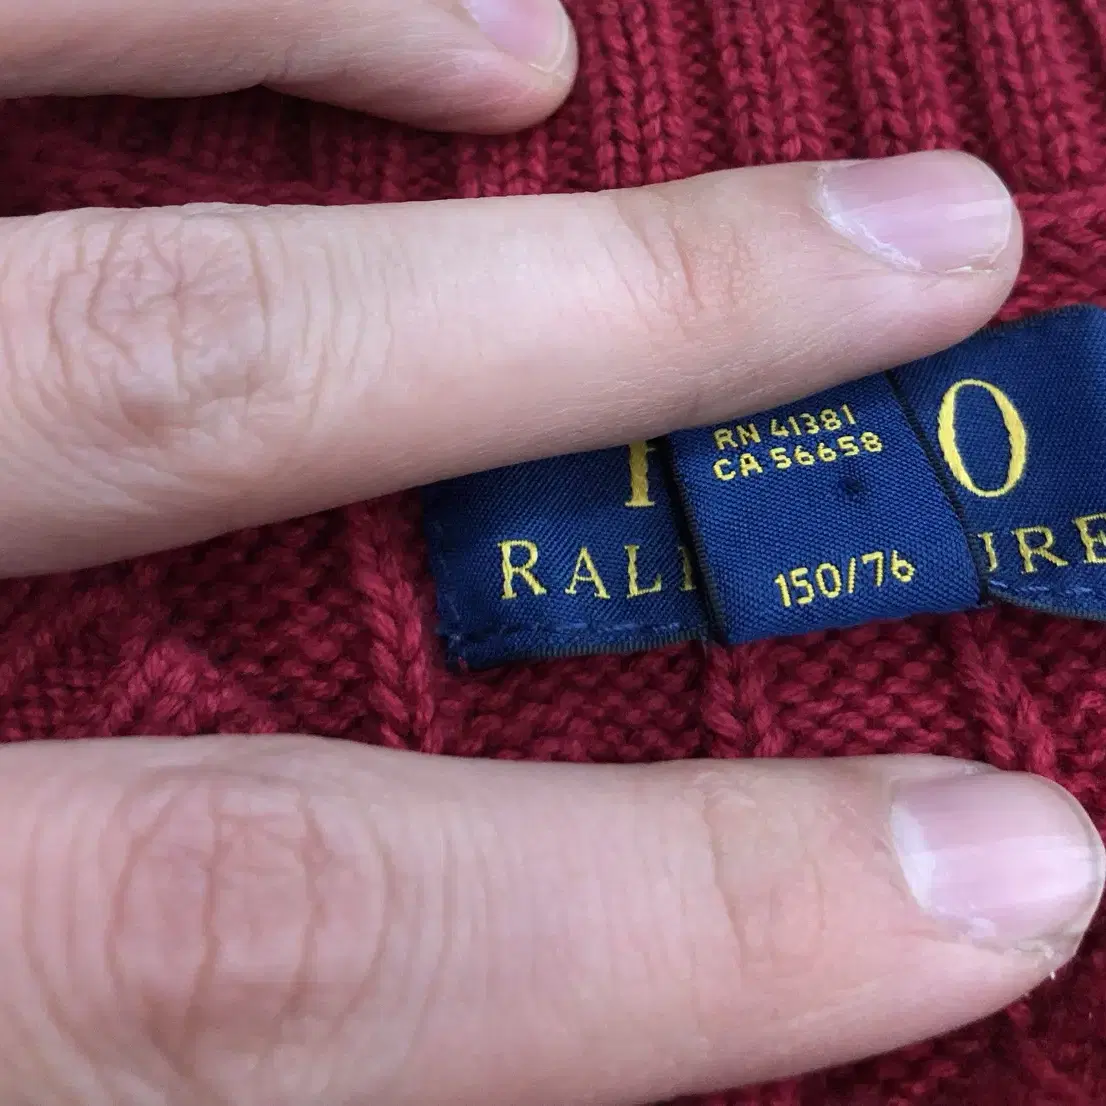 RN 41381
CA 56658
O
RAL URE
150/76